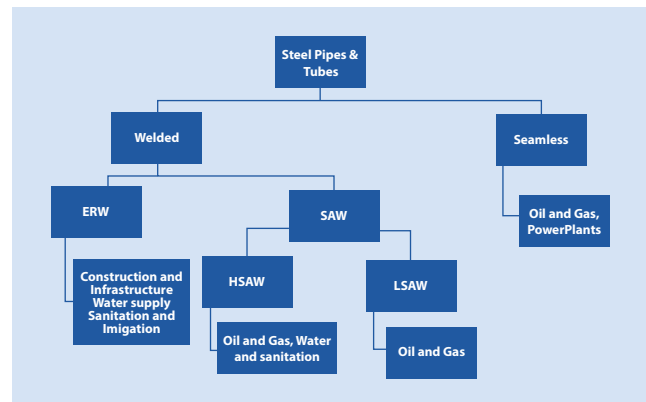 Steel Pipes &
Tubes
Welded
Seamless
ERW
SAW
Oil and Gas,
PowerPlants
Construction and
Infrastructure
Water supply
Sanitation and
Imigation
HSAW
LSAW
Oil and Gas, Water
and sanitation
Oil and Gas